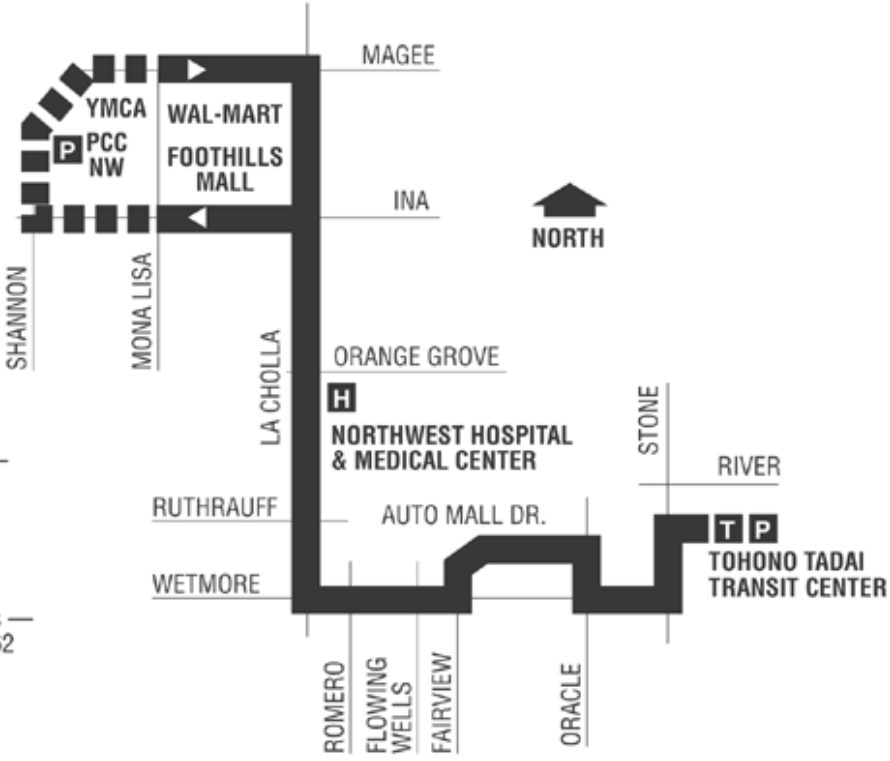 MAGEE
YMCA
WAL-MART
P
PCC
NW
FOOTHILLS
MALL
INA
NORTH
SHANNON
MONA LISA
LA CHOLLA
ORANGE GROVE
H
NORTHWEST HOSPITAL
& MEDICAL CENTER
STONE
RIVER
RUTHRAUFF
AUTO MALL DR.
T P
TOHONO TADAI
TRANSIT CENTER
WETMORE
ROMERO
FLOWING
WELLS
FAIRVIEW
ORACLE